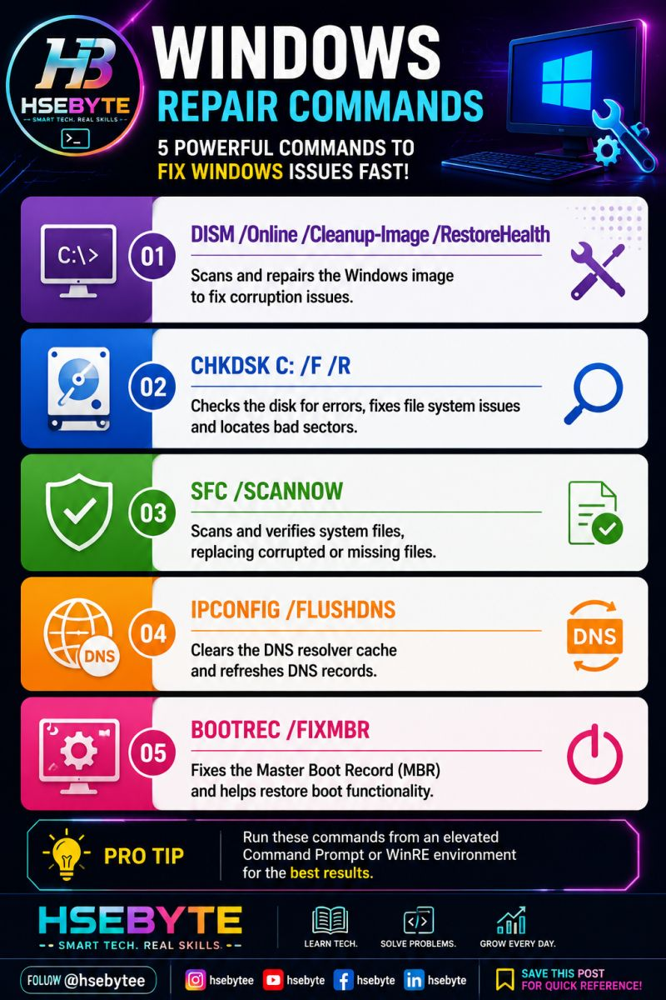 HB
HSEBYTE
SMART TECH. REAL SKILLS.
>_
WINDOWS
REPAIR COMMANDS
5 POWERFUL COMMANDS TO
FIX WINDOWS ISSUES FAST!
C:\>
01
DISM /Online /Cleanup-Image /RestoreHealth
Scans and repairs the Windows image
to fix corruption issues.
02
CHKDSK C: /F /R
Checks the disk for errors, fixes file system issues
and locates bad sectors.
03
SFC /SCANNOW
Scans and verifies system files,
replacing corrupted or missing files.
DNS
04
IPCONFIG /FLUSHDNS
Clears the DNS resolver cache
and refreshes DNS records.
DNS
05
BOOTREC /FIXMBR
Fixes the Master Boot Record (MBR)
and helps restore boot functionality.
PRO TIP
Run these commands from an elevated
Command Prompt or WinRE environment
for the best results.
HSEBYTE
SMART TECH. REAL SKILLS.
LEARN TECH.
</>
SOLVE PROBLEMS.
GROW EVERY DAY.
FOLLOW @hsebytee
hsebytee
hsebyte
hsebyte
in hsebyte
SAVE THIS POST
FOR QUICK REFERENCE!